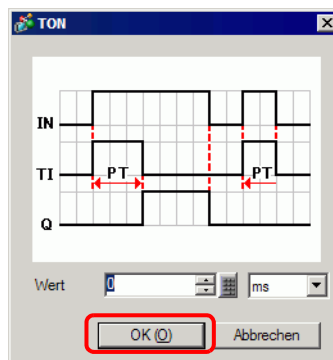 TON
IN
TI PT PT
Q
Wert 0 ms
OK (O) Abbrechen